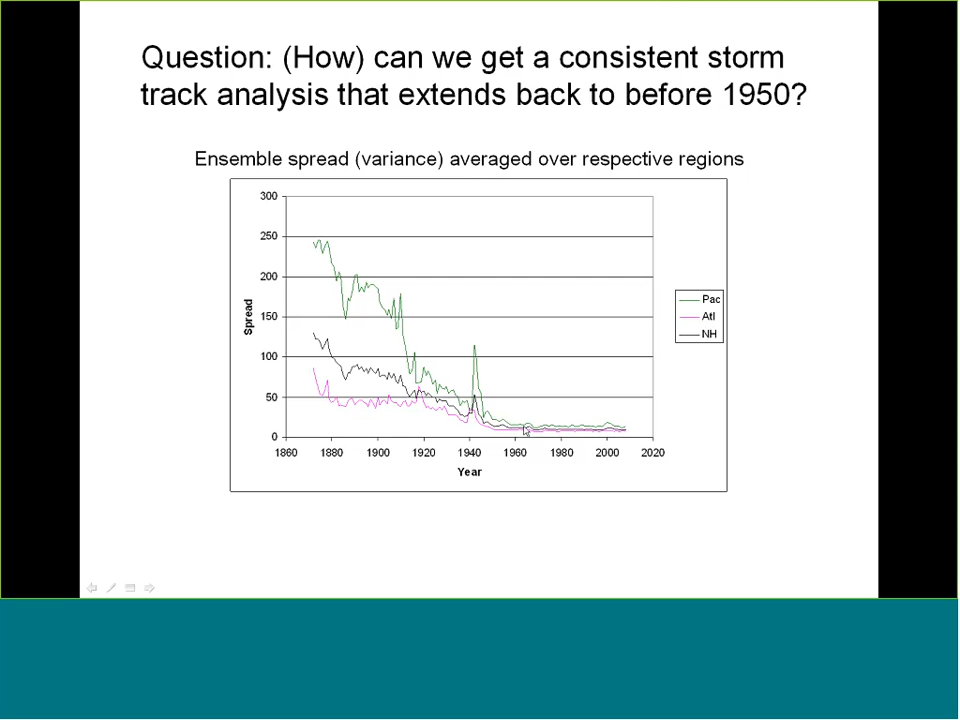 Question: (How) can we get a consistent storm
track analysis that extends back to before 1950?
Ensemble spread (variance) averaged over respective regions
300
250
200
150
100
50
0
Spread
1860 1880 1900 1920 1940 1960 1980 2000 2020
Year
Pac
Atl
NH